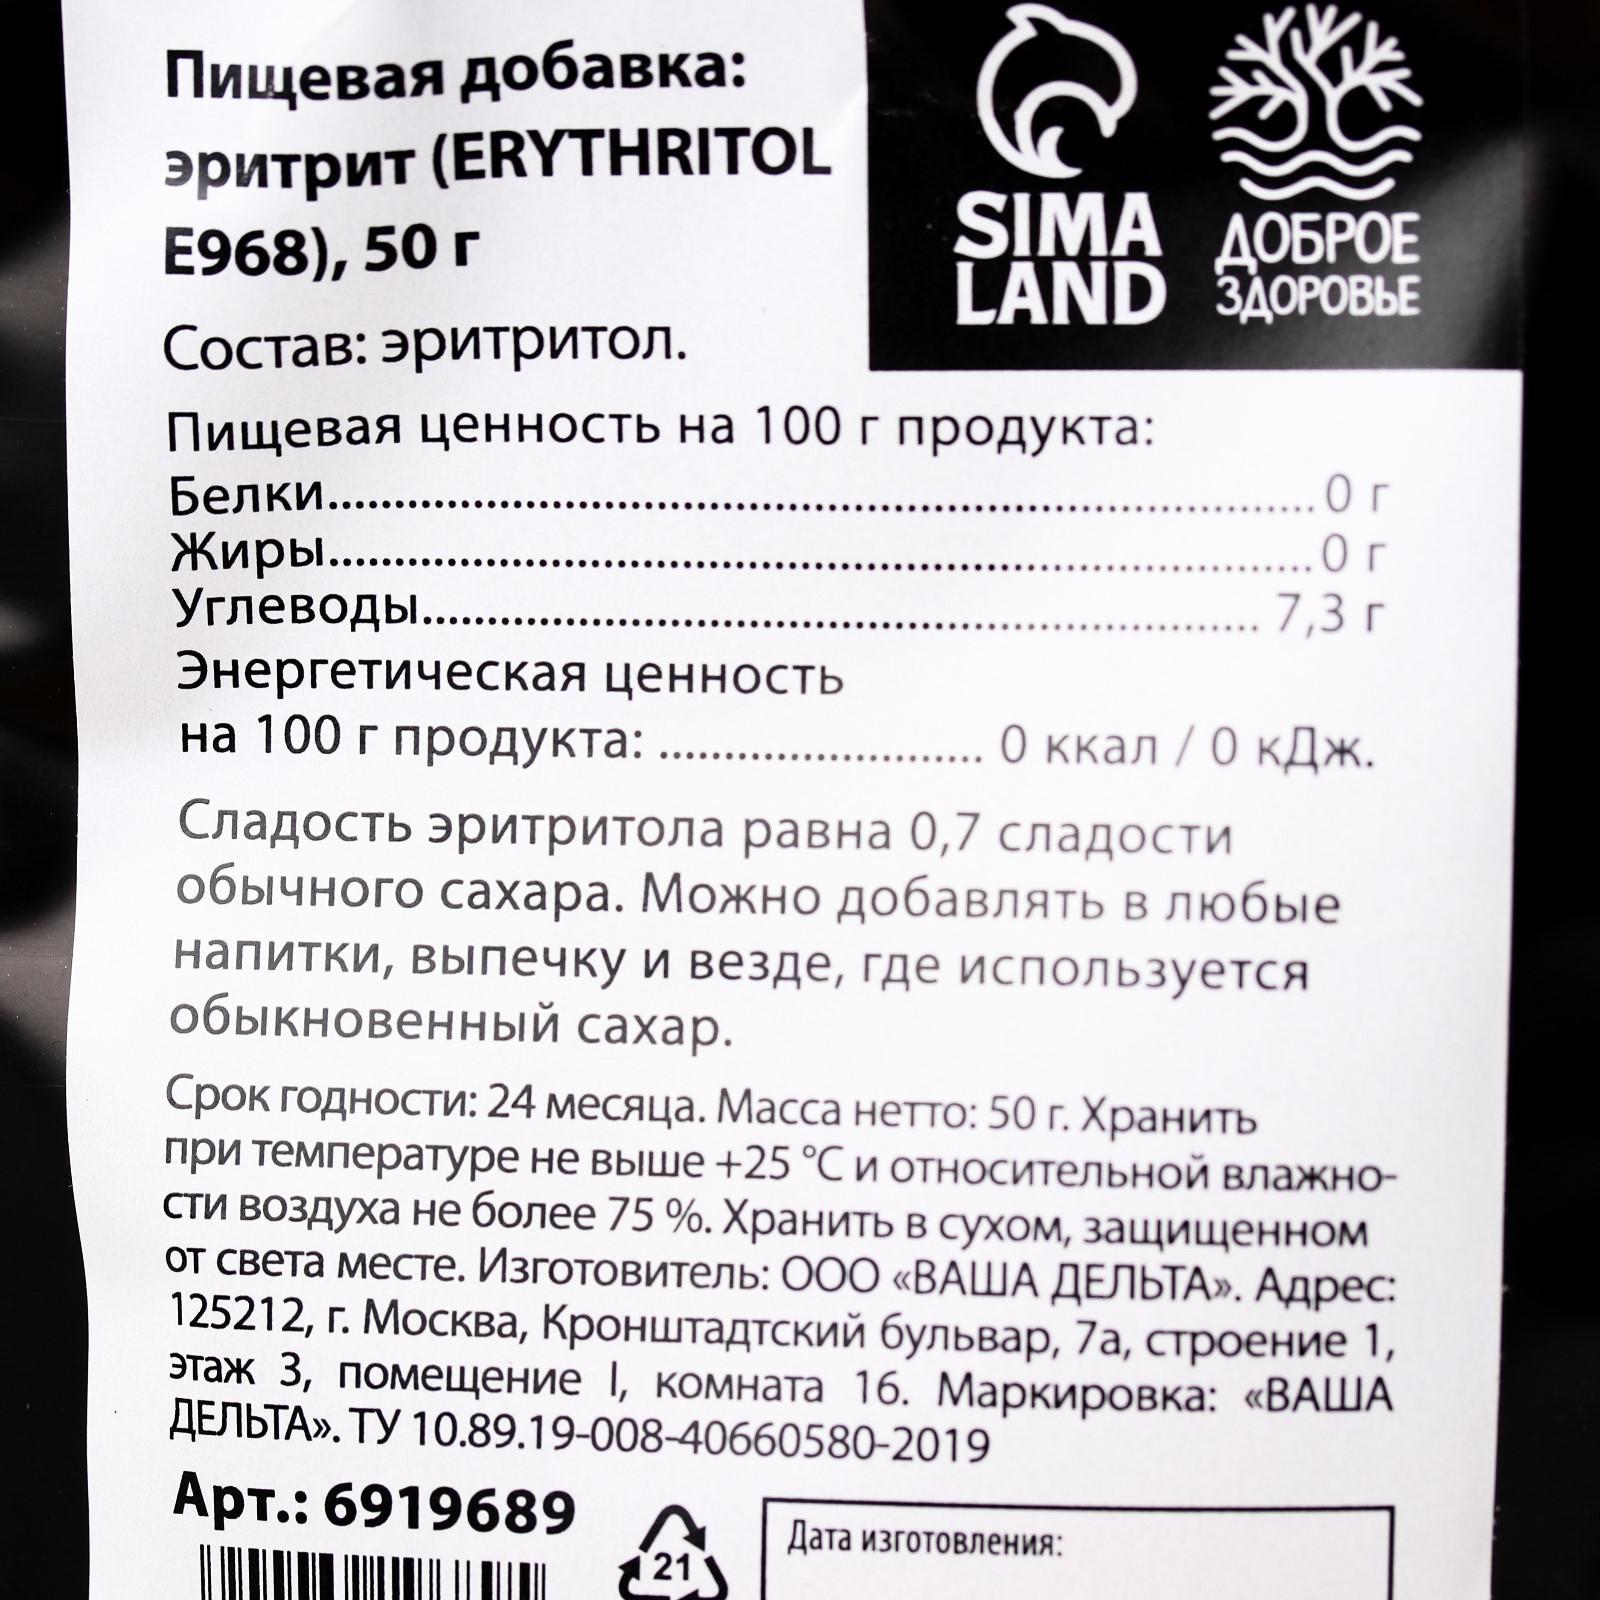 Пищевая добавка:
эритрит (ERYTHRITOL
E968), 50 г
SIMA
LAND
ДОБРОЕ
ЗДОРОВЬЕ
Состав: эритритол.
Пищевая ценность на 100 г продукта:
Белки........................................................................0 г
Жиры........................................................................0 г
Углеводы.............................................................. 7,3 г
Энергетическая ценность
на 100 г продукта: ........................ 0 ккал / 0 кДж.
Сладость эритритола равна 0,7 сладости
обычного сахара. Можно добавлять в любые
напитки, выпечку и везде, где используется
обыкновенный сахар.
Срок годности: 24 месяца. Масса нетто: 50 г. Хранить
при температуре не выше +25 °С и относительной влажно-
сти воздуха не более 75 %. Хранить в сухом, защищенном
от света месте. Изготовитель: ООО «ВАША ДЕЛЬТА». Адрес:
125212, г. Москва, Кронштадтский бульвар, 7а, строение 1,
этаж 3, помещение I, комната 16. Маркировка: «ВАША
ДЕЛЬТА». ТУ 10.89.19-008-40660580-2019
Арт.: 6919689
21
Дата изготовления: